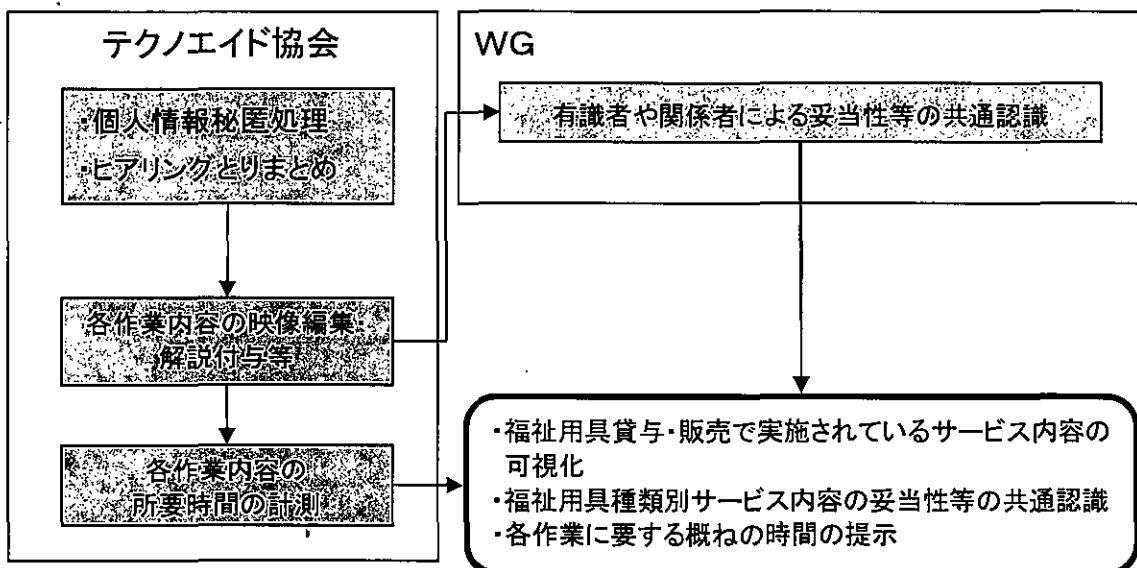 テクノエイド協会
・個人情報秘匿処理
・ヒアリングとりまとめ
各作業内容の映像編集・
解説付与等
各作業内容の
所要時間の計測
WG
有識者や関係者による妥当性等の共通認識
・福祉用具貸与・販売で実施されているサービス内容の
可視化
・福祉用具種類別サービス内容の妥当性等の共通認識
・各作業に要する概ねの時間の提示